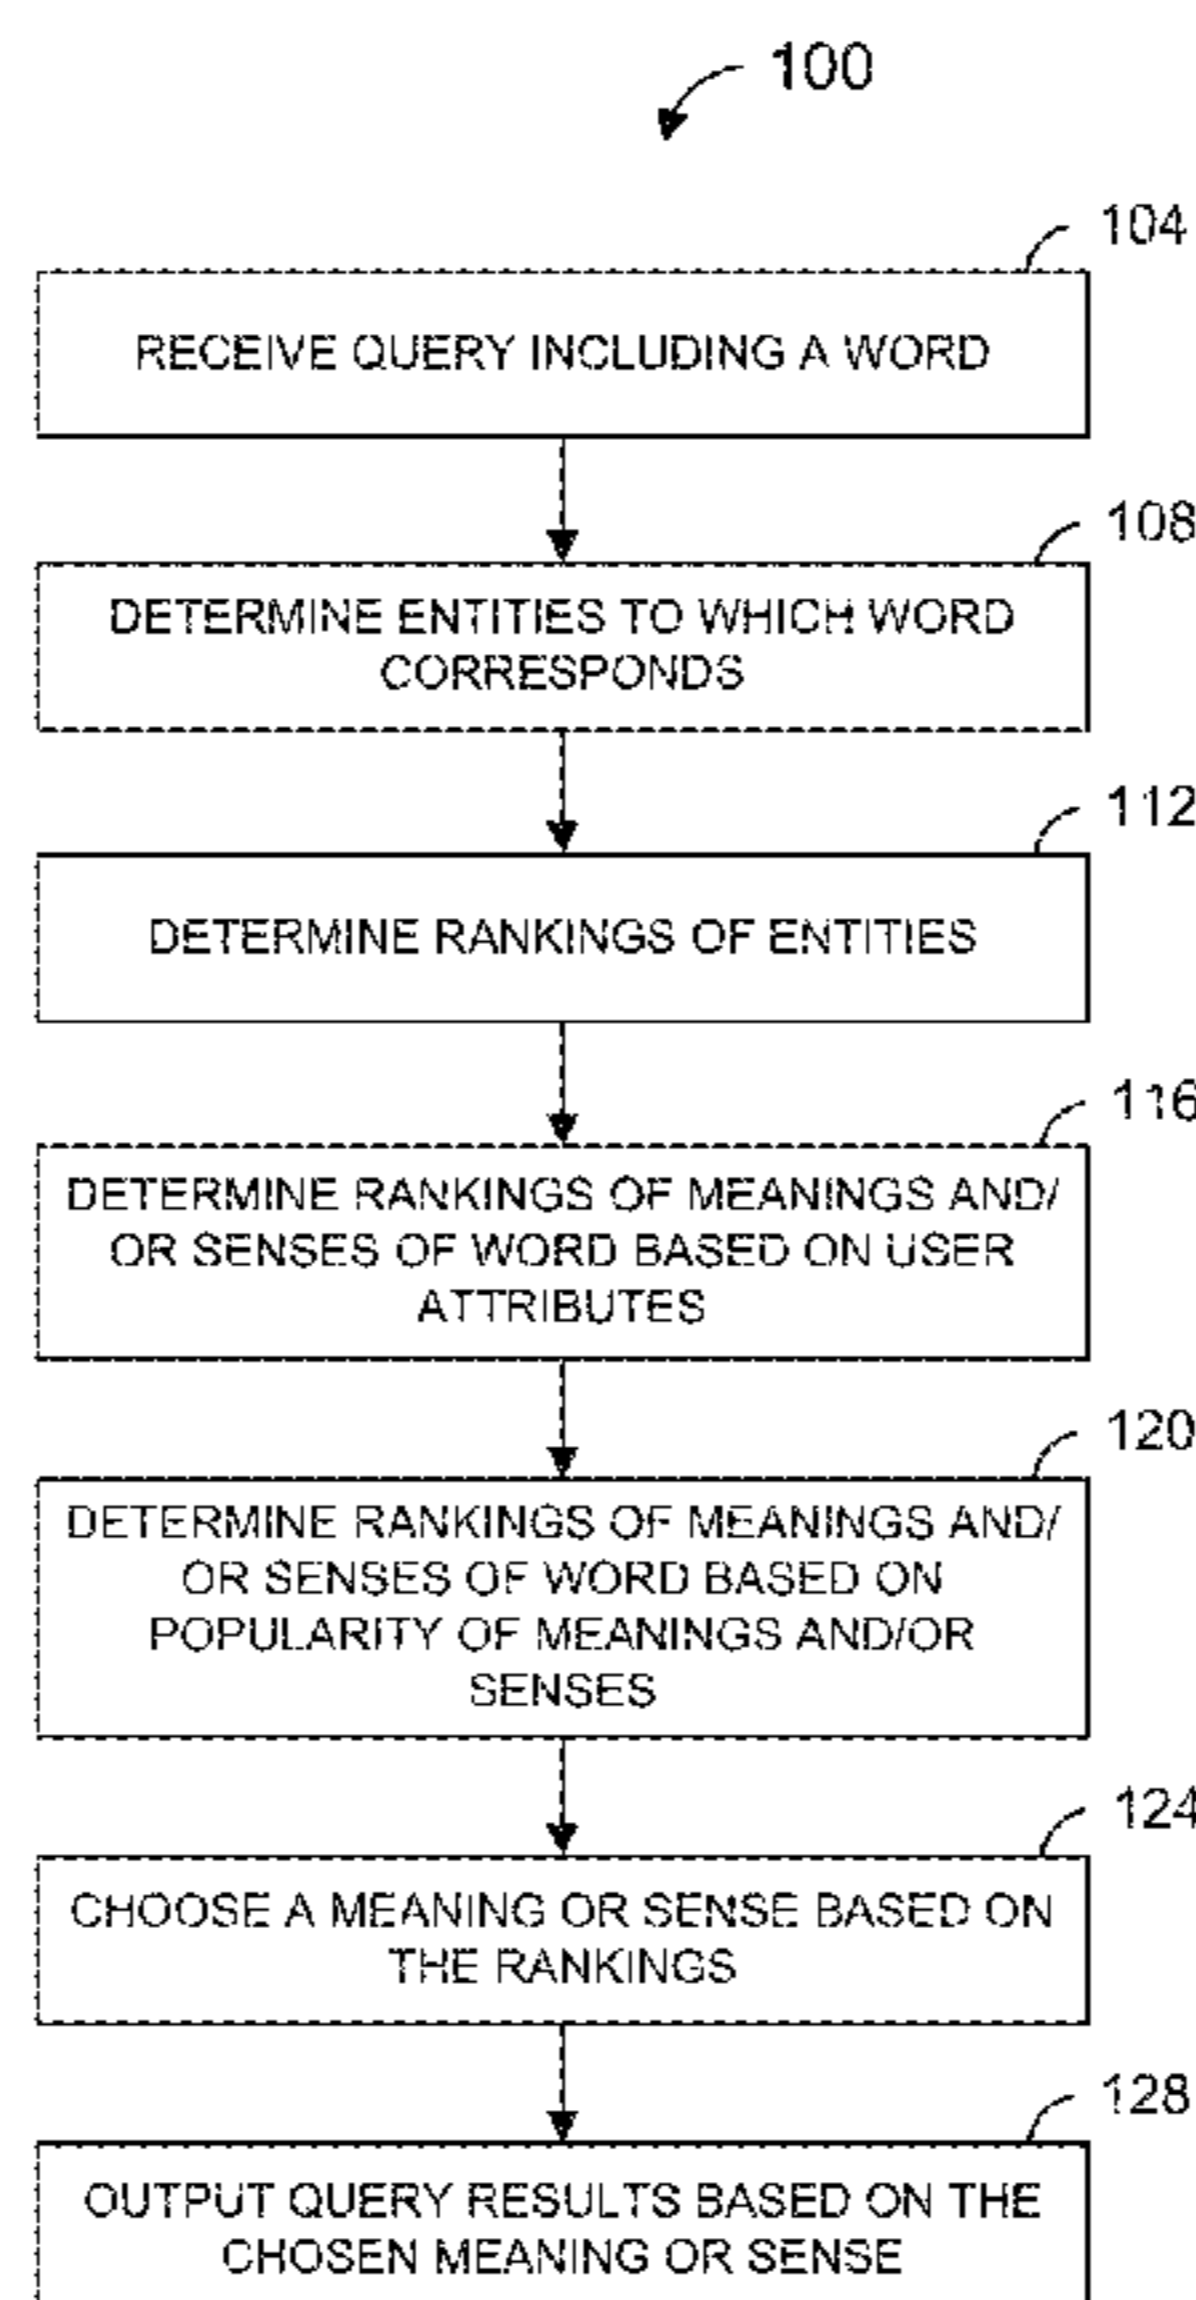 100
104
RECEIVE QUERY INCLUDING A WORD
108
DETERMINE ENTITIES TO WHICH WORD
CORRESPONDS
112
DETERMINE RANKINGS OF ENTITIES
116
DETERMINE RANKINGS OF MEANINGS AND/
OR SENSES OF WORD BASED ON USER
ATTRIBUTES
120
DETERMINE RANKINGS OF MEANINGS AND/
OR SENSES OF WORD BASED ON
POPULARITY OF MEANINGS AND/OR
SENSES
124
CHOOSE A MEANING OR SENSE BASED ON
THE RANKINGS
128
OUTPUT QUERY RESULTS BASED ON THE
CHOSEN MEANING OR SENSE